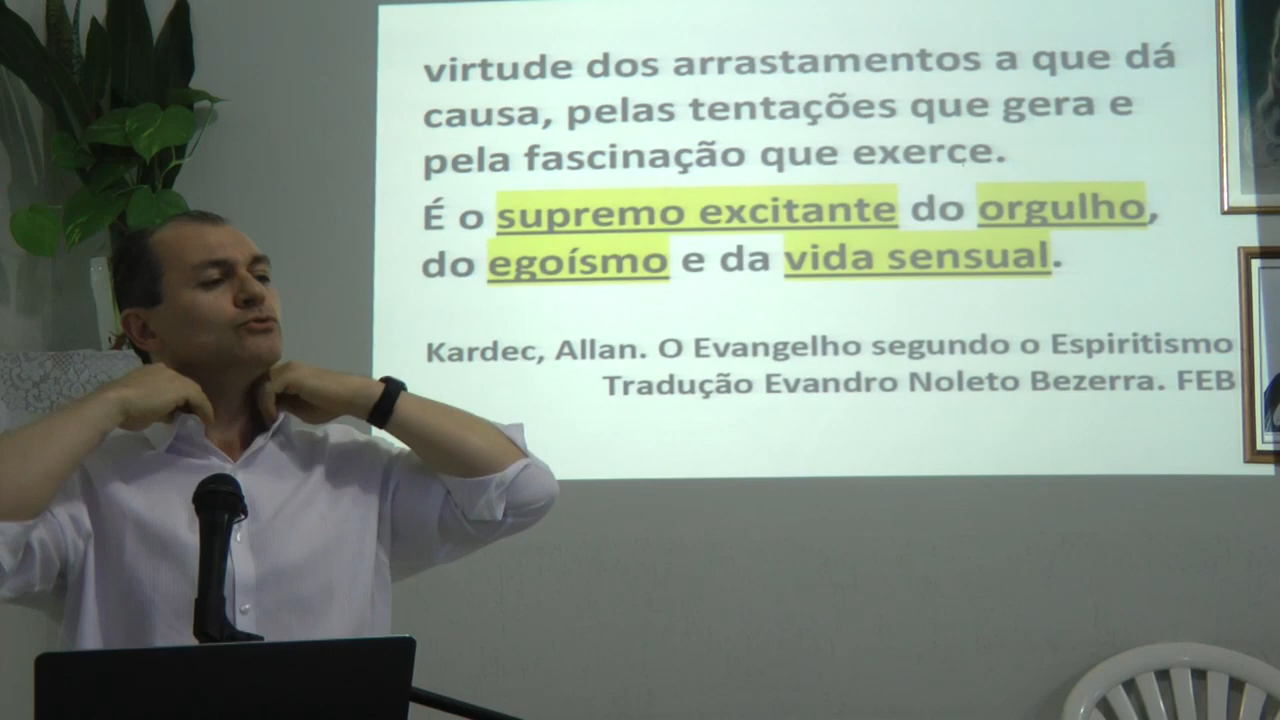 virtude dos arrastamentos a que dá
causa, pelas tentações que gera e
pela fascinação que exerce.
É o supremo excitante do orgulho,
do egoísmo e da vida sensual.
Kardec, Allan. O Evangelho segundo o Espiritismo
Tradução Evandro Noleto Bezerra. FEB